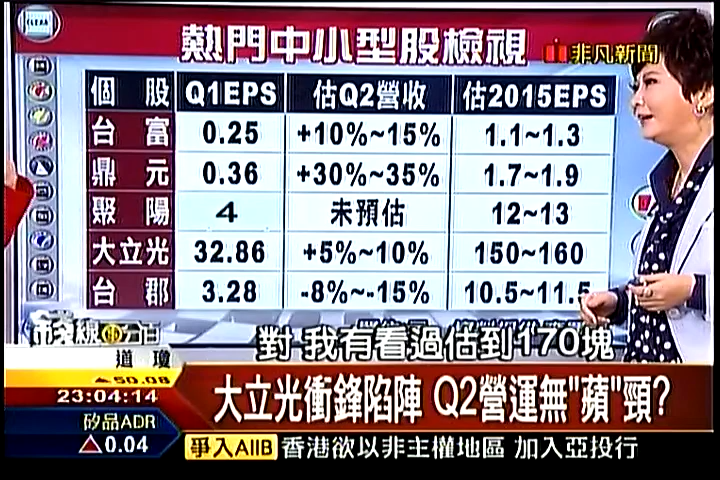 CLEAR
熱門中小型股檢視
非凡新聞
個股 Q1EPS 估Q2營收 估2015EPS
台富 0.25 +10%~15% 1.1~1.3
鼎元 0.36 +30%~35% 1.7~1.9
聚陽 4 未預估 12~13
大立光 32.86 +5%~10% 150~160
台郡 3.28 -8%~-15% 10.5~11.5
對 我有看過估到170塊
道瓊
▲50.08
23:04:14
大立光衝鋒陷陣 Q2營運無"蘋"頸?
矽品ADR
△0.04
爭入AIIB 香港欲以非主權地區 加入亞投行